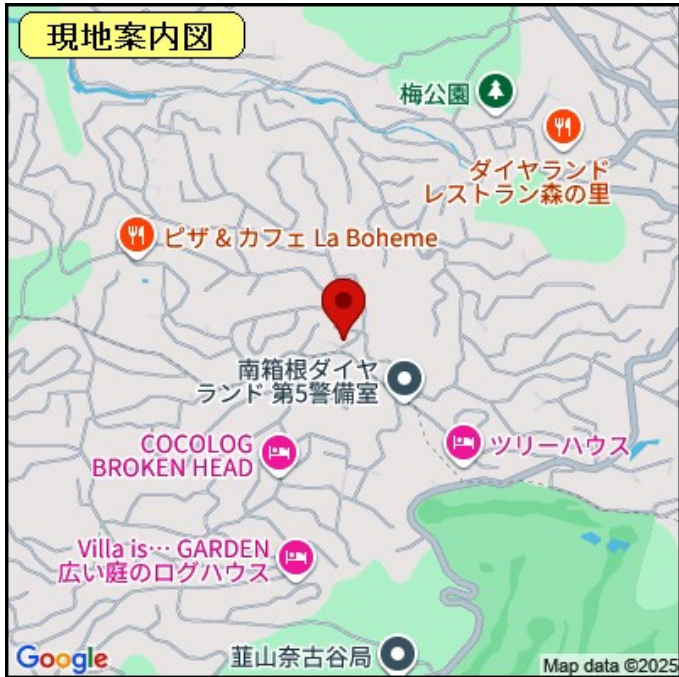 現地案内図
梅公園
ダイヤランド
レストラン森の里
ピザ & カフェ La Boheme
南箱根ダイヤ
ランド 第5警備室
COCOLOG
BROKEN HEAD
ツリーハウス
Villa is… GARDEN
広い庭のログハウス
韮山奈古谷局
Google
Map data ©2025